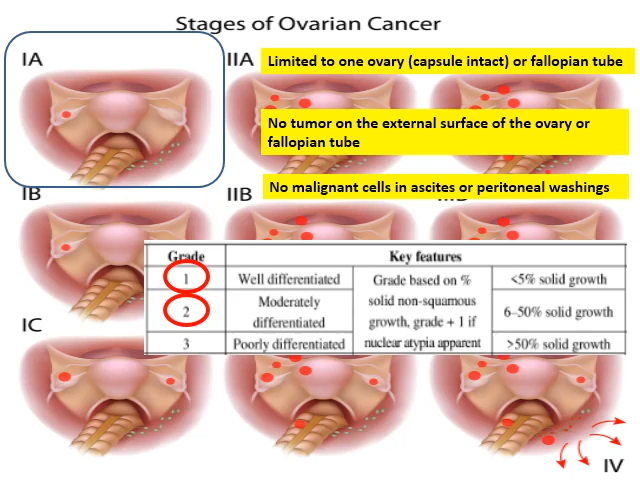 Stages of Ovarian Cancer
IA
IIA
Limited to one ovary (capsule intact) or fallopian tube
No tumor on the external surface of the ovary or
fallopian tube
No malignant cells in ascites or peritoneal washings
IB
IIB
Grade
Key features
1
Well differentiated
Grade based on %
solid non-squamous
growth, grade + 1 if
nuclear atypia apparent
<5% solid growth
2
Moderately
differentiated
6–50% solid growth
3
Poorly differentiated
>50% solid growth
IC
IV